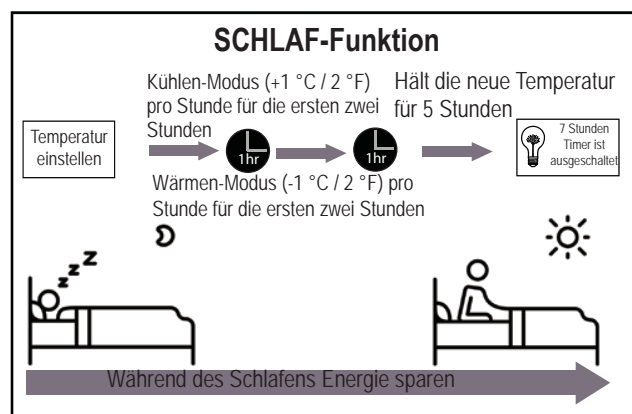 SCHLAF-Funktion
Kühlen-Modus (+1 °C / 2 °F)
pro Stunde für die ersten zwei
Stunden
Hält die neue Temperatur
für 5 Stunden
Temperatur
einstellen
1hr
1hr
7 Stunden
Timer ist
ausgeschaltet
Wärmen-Modus (-1 °C / 2 °F) pro
Stunde für die ersten zwei Stunden
z z z
Während des Schlafens Energie sparen